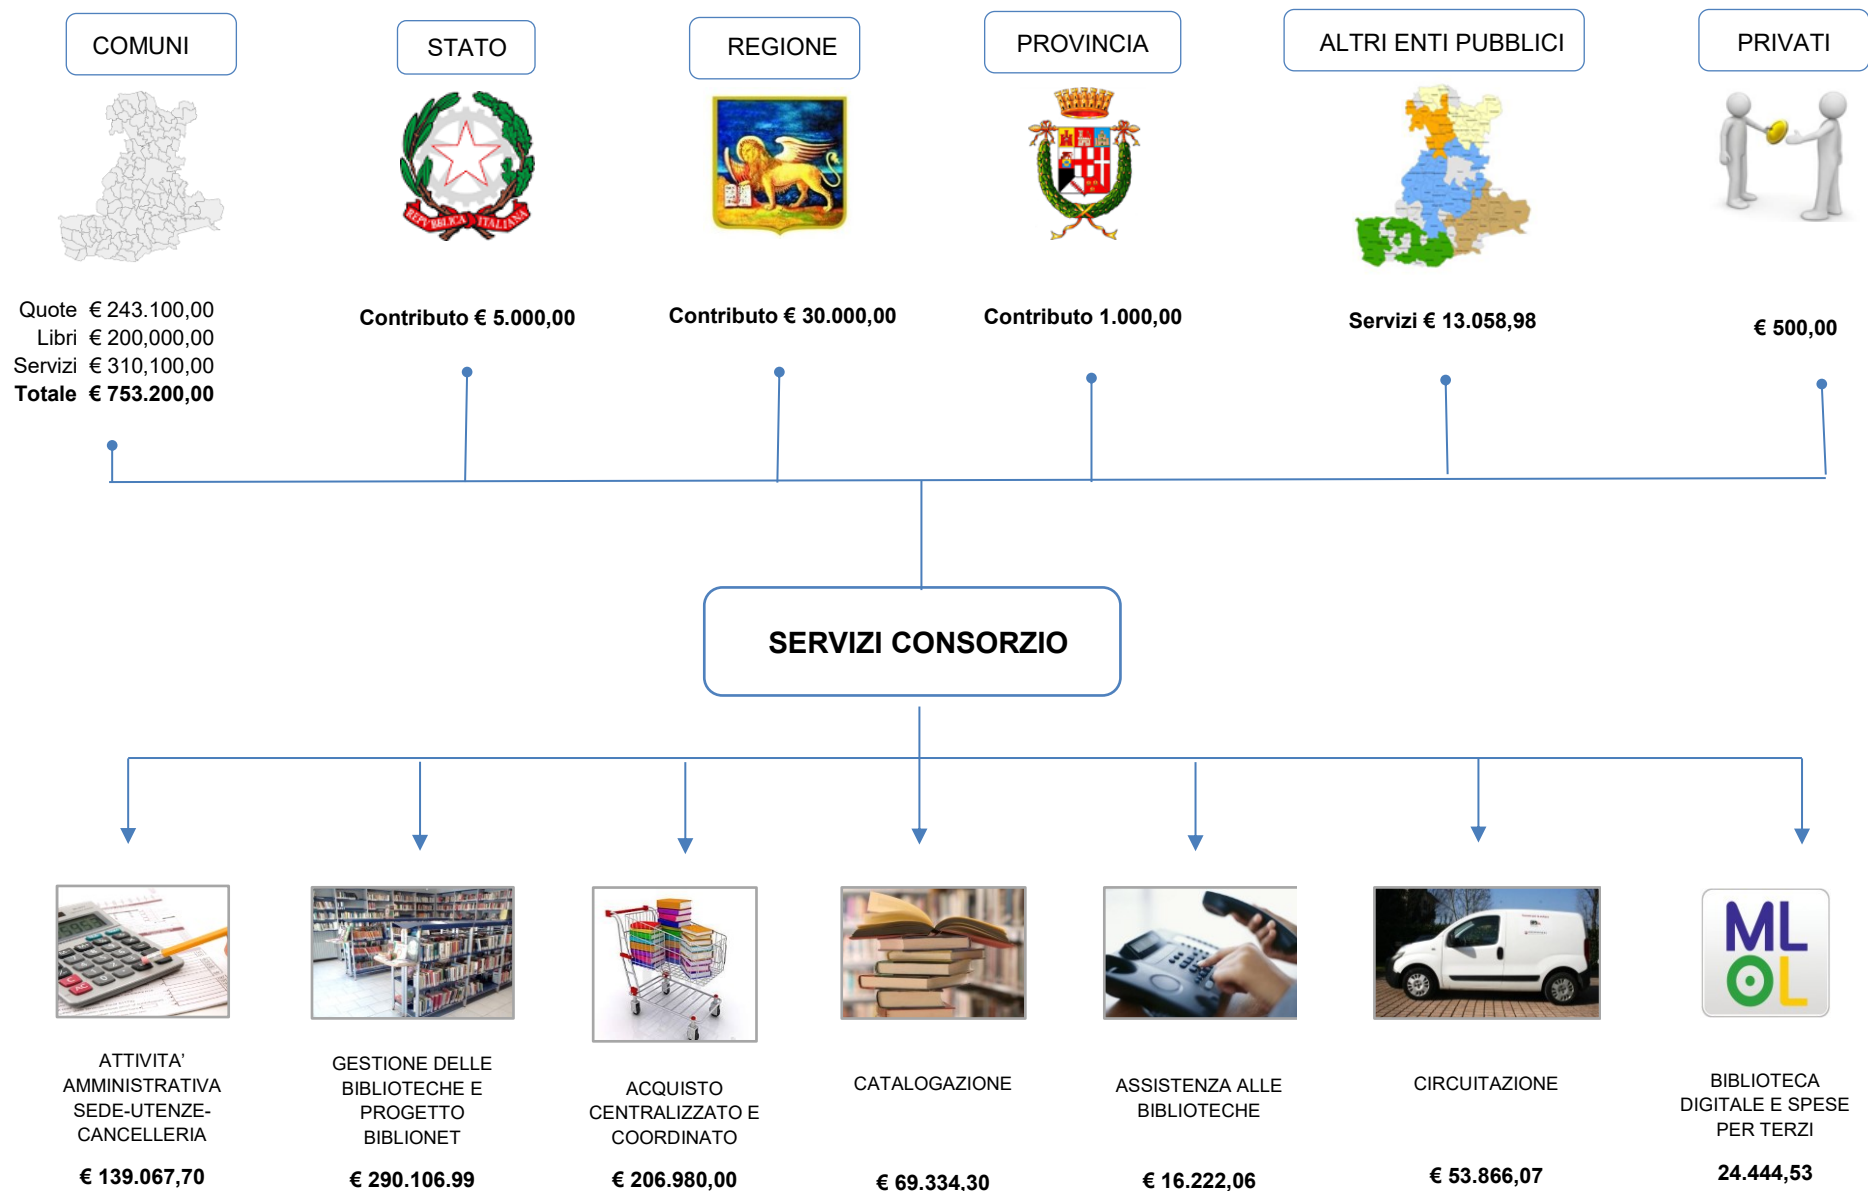 COMUNI
STATO
REGIONE
PROVINCIA
ALTRI ENTI PUBBLICI
PRIVATI
REPVBBLICA ITALIANA
Quote € 243.100,00
Libri € 200,000,00
Servizi € 310,100,00
Totale € 753.200,00
Contributo € 5.000,00
Contributo € 30.000,00
Contributo 1.000,00
Servizi € 13.058,98
€ 500,00
SERVIZI CONSORZIO
ML
OL
ATTIVITA'
AMMINISTRATIVA
SEDE-UTENZE-
CANCELLERIA
€ 139.067,70
GESTIONE DELLE
BIBLIOTECHE E
PROGETTO
BIBLIONET
€ 290.106.99
ACQUISTO
CENTRALIZZATO E
COORDINATO
€ 206.980,00
CATALOGAZIONE
€ 69.334,30
ASSISTENZA ALLE
BIBLIOTECHE
€ 16.222,06
CIRCUITAZIONE
€ 53.866,07
BIBLIOTECA
DIGITALE E SPESE
PER TERZI
24.444,53